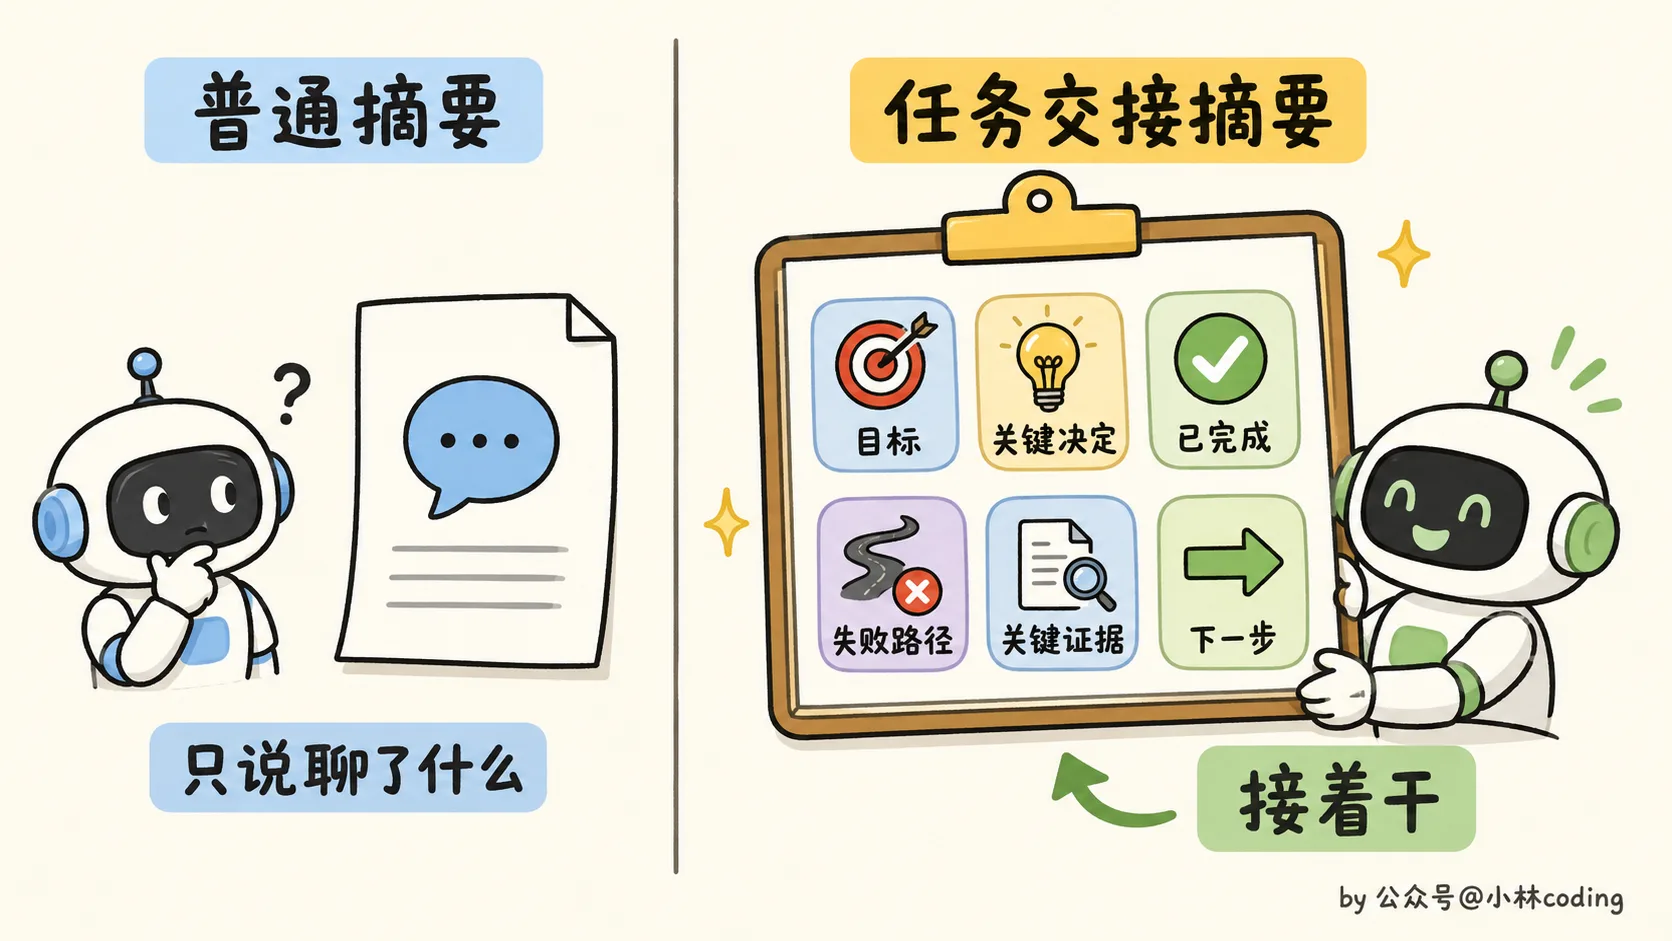 普通摘要
?
只说聊了什么
任务交接摘要
目标
关键决定
已完成
失败路径
关键证据
下一步
接着干
by 公众号@小林coding